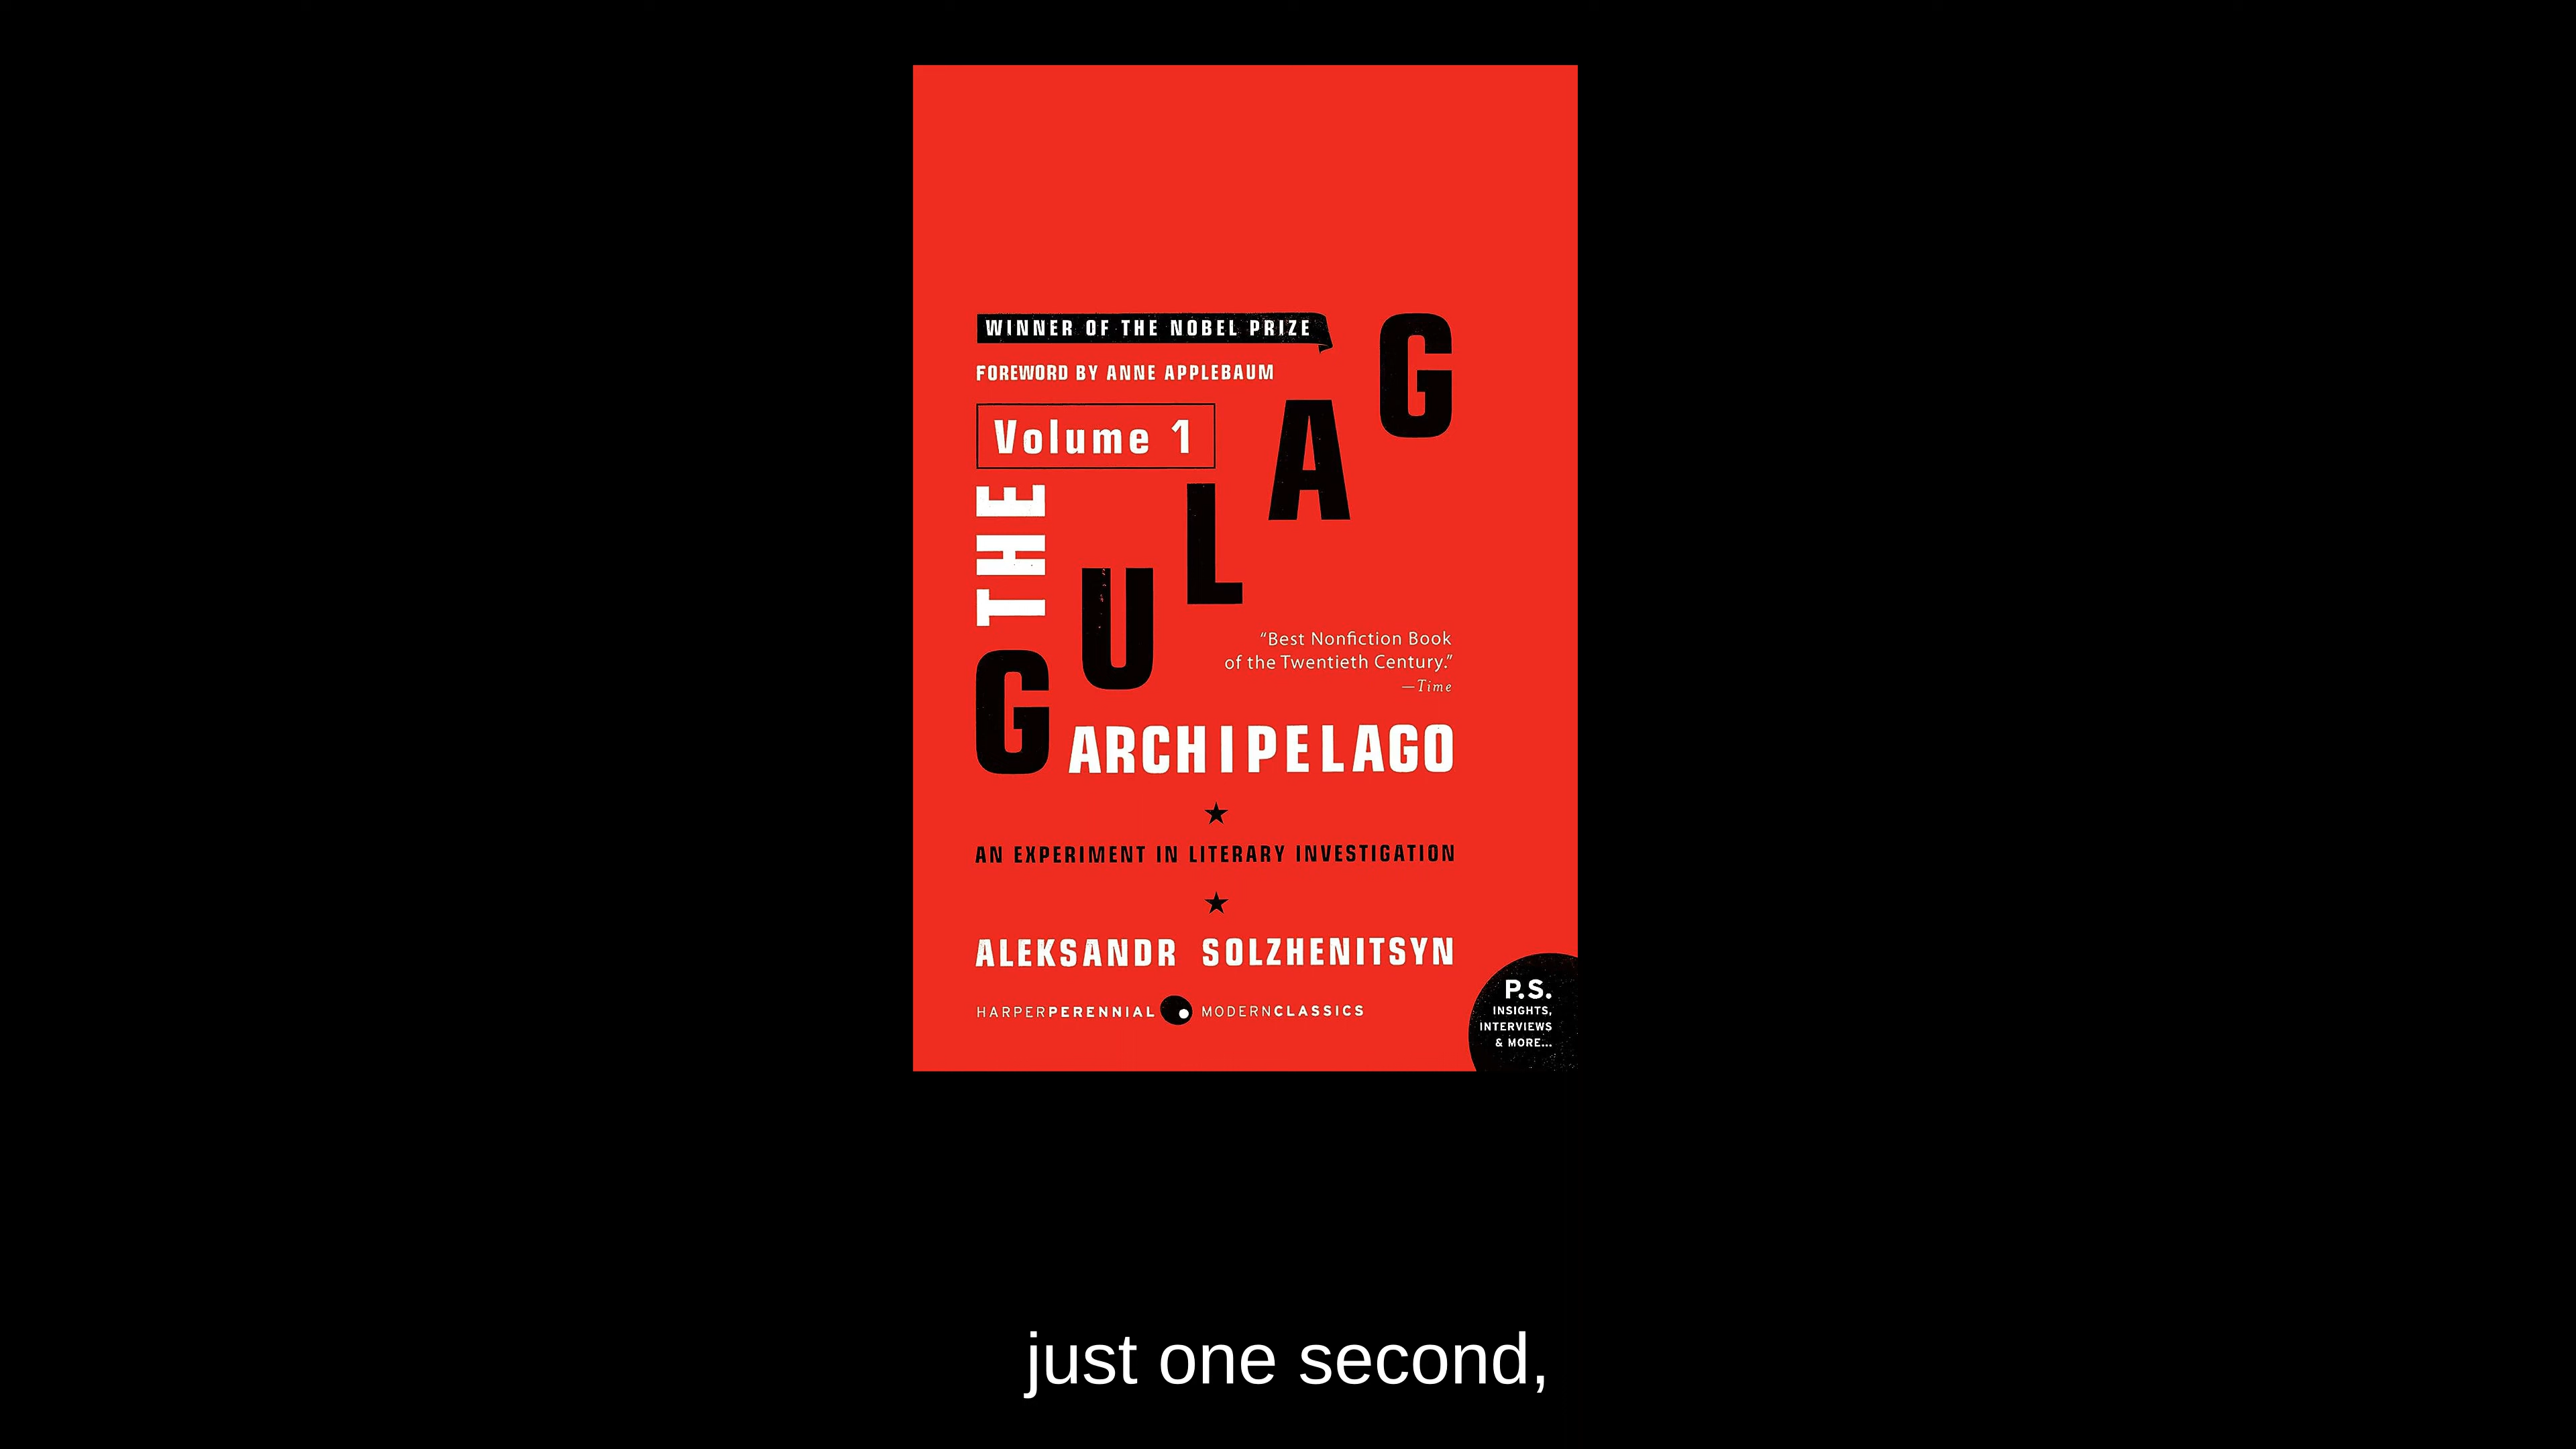 WINNER OF THE NOBEL PRIZE
FOREWORD BY ANNE APPLEBAUM
Volume 1
THE
GULAG
“Best Nonfiction Book
of the Twentieth Century.”
—Time
ARCHIPELAGO
AN EXPERIMENT IN LITERARY INVESTIGATION
ALEKSANDR SOLZHENITSYN
HARPERPERENNIAL MODERNCLASSICS
P.S.
INSIGHTS,
INTERVIEWS
& MORE...
just one second,